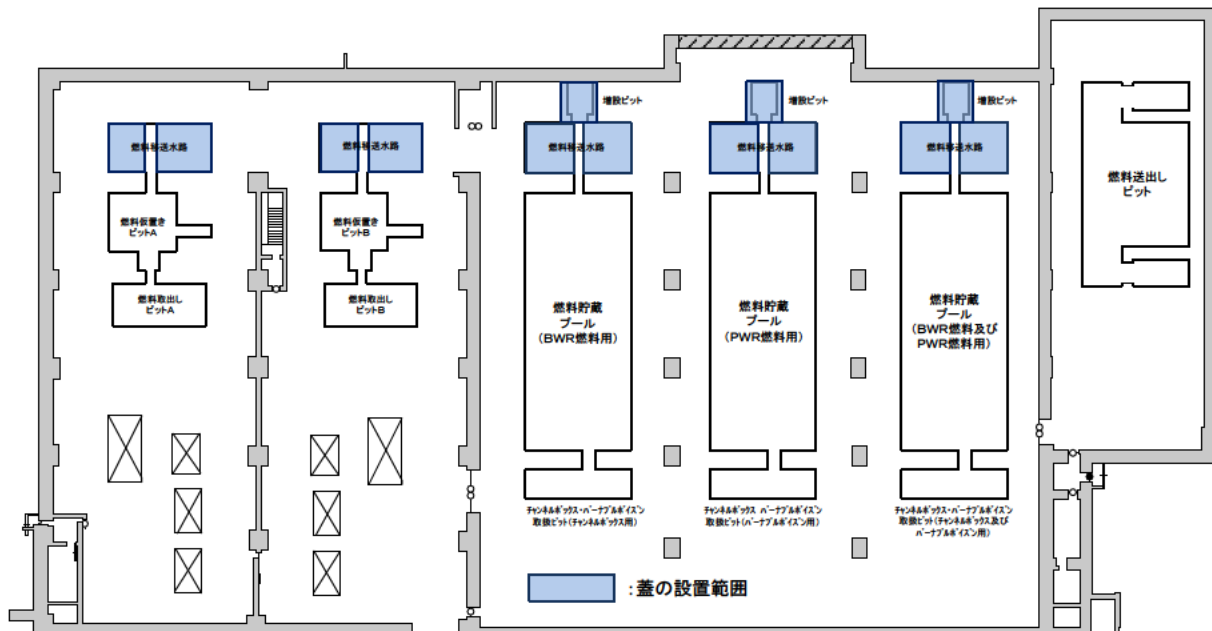 増設ピット
増設ピット
増設ピット
燃料移送水路
燃料移送水路
燃料移送水路
燃料移送水路
燃料移送水路
燃料送出し
ピット
燃料仮置き
ピットA
燃料仮置き
ピットB
燃料取出し
ピットA
燃料取出し
ピットB
燃料貯蔵
プール
（BWR燃料用）
燃料貯蔵
プール
（PWR燃料用）
燃料貯蔵
プール
（BWR燃料及び
PWR燃料用）
チャンネルボックス・バーナブルポイズン
取扱ピット（チャンネルボックス用）
チャンネルボックス バーナブルポイズン
取扱ピット（バーナブルポイズン用）
チャンネルボックス・バーナブルポイズン
取扱ピット（チャンネルボックス及び
バーナブルポイズン用）
：蓋の設置範囲